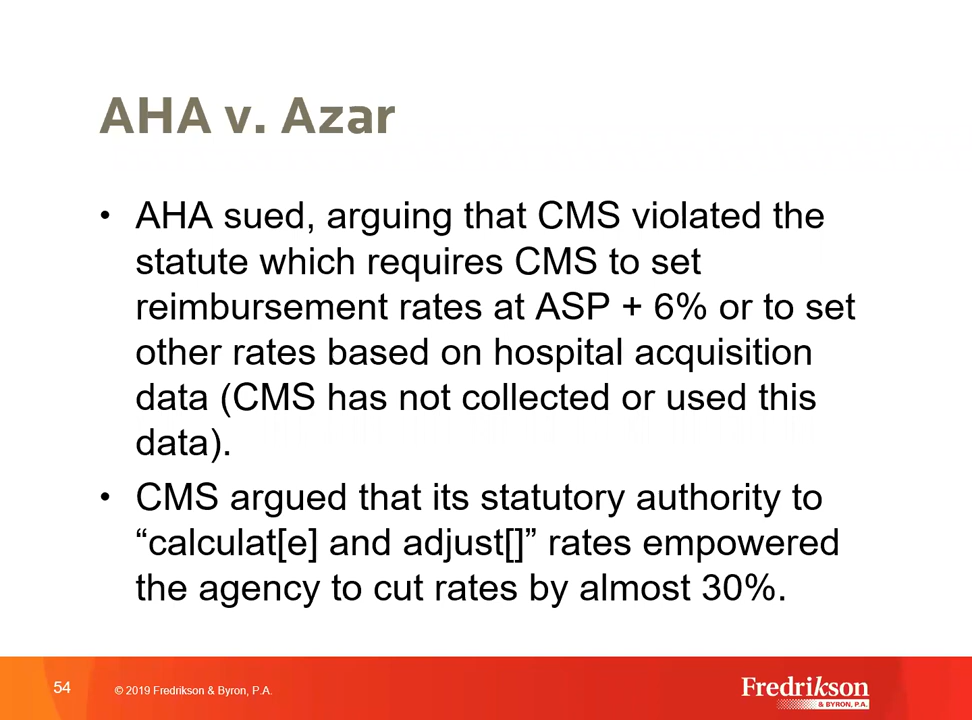 AHA v. Azar
• AHA sued, arguing that CMS violated the
statute which requires CMS to set
reimbursement rates at ASP + 6% or to set
other rates based on hospital acquisition
data (CMS has not collected or used this
data).
• CMS argued that its statutory authority to
“calculat[e] and adjust[]” rates empowered
the agency to cut rates by almost 30%.
54
© 2019 Fredrikson & Byron, P.A.
Fredrikson
& BYRON, P.A.